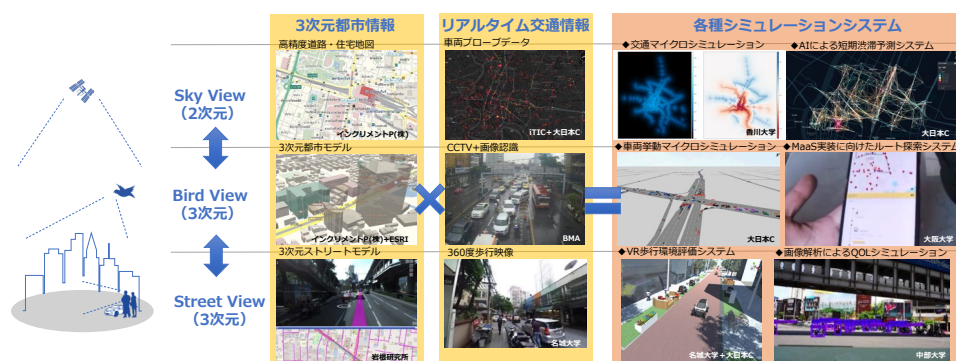 3次元都市情報
リアルタイム交通情報
各種シミュレーションシステム
Sky View
(2次元)
高精度道路・住宅地図
インクリメントP(株)
車両プローブデータ
iTIC+大日本C
◆交通マイクロシミュレーション
香川大学
◆AIによる短期渋滞予測システム
大日本C
Bird View
(3次元)
3次元都市モデル
インクリメントP(株)+ESRI
CCTV+画像認識
BMA
◆車両挙動マイクロシミュレーション
大日本C
◆MaaS実装に向けたルート探索システム
大阪大学
Street View
(3次元)
3次元ストリートモデル
岩根研究所
360度歩行映像
名城大学
◆VR歩行環境評価システム
名城大学+大日本C
◆画像解析によるQOLシミュレーション
中部大学